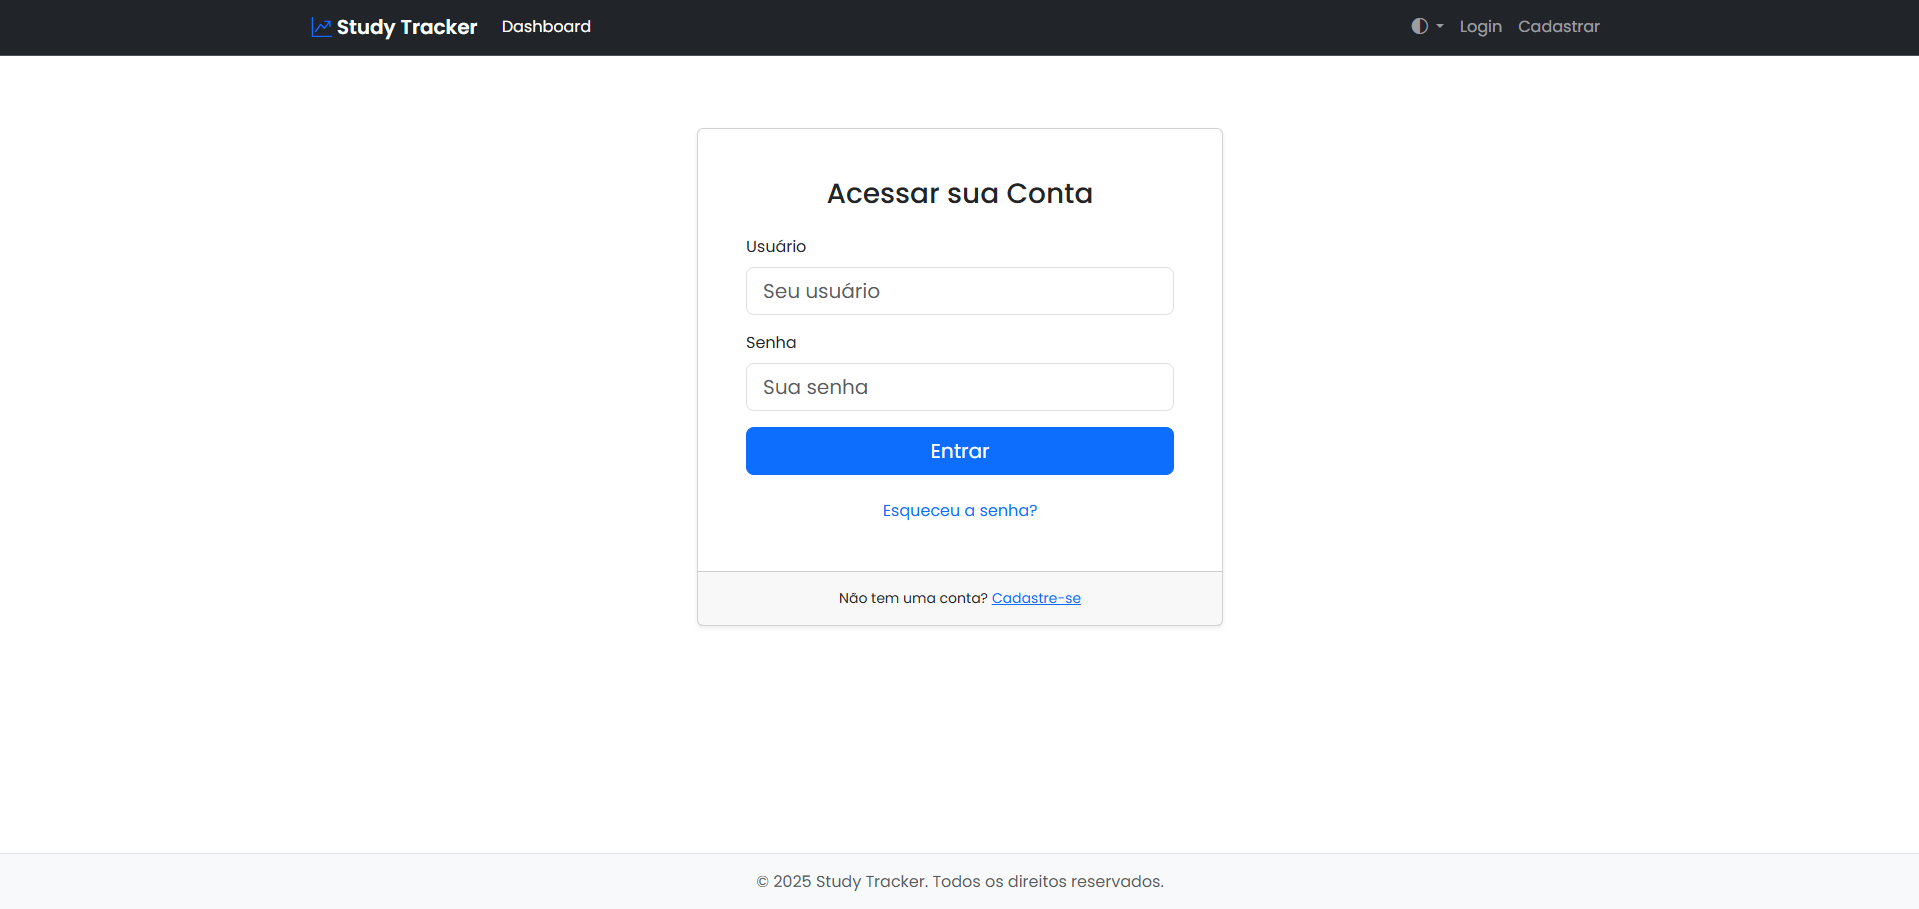 Study Tracker Dashboard Login Cadastrar
Acessar sua Conta
Usuário
Seu usuário
Senha
Sua senha
Entrar
Esqueceu a senha?
Não tem uma conta? Cadastre-se
© 2025 Study Tracker. Todos os direitos reservados.